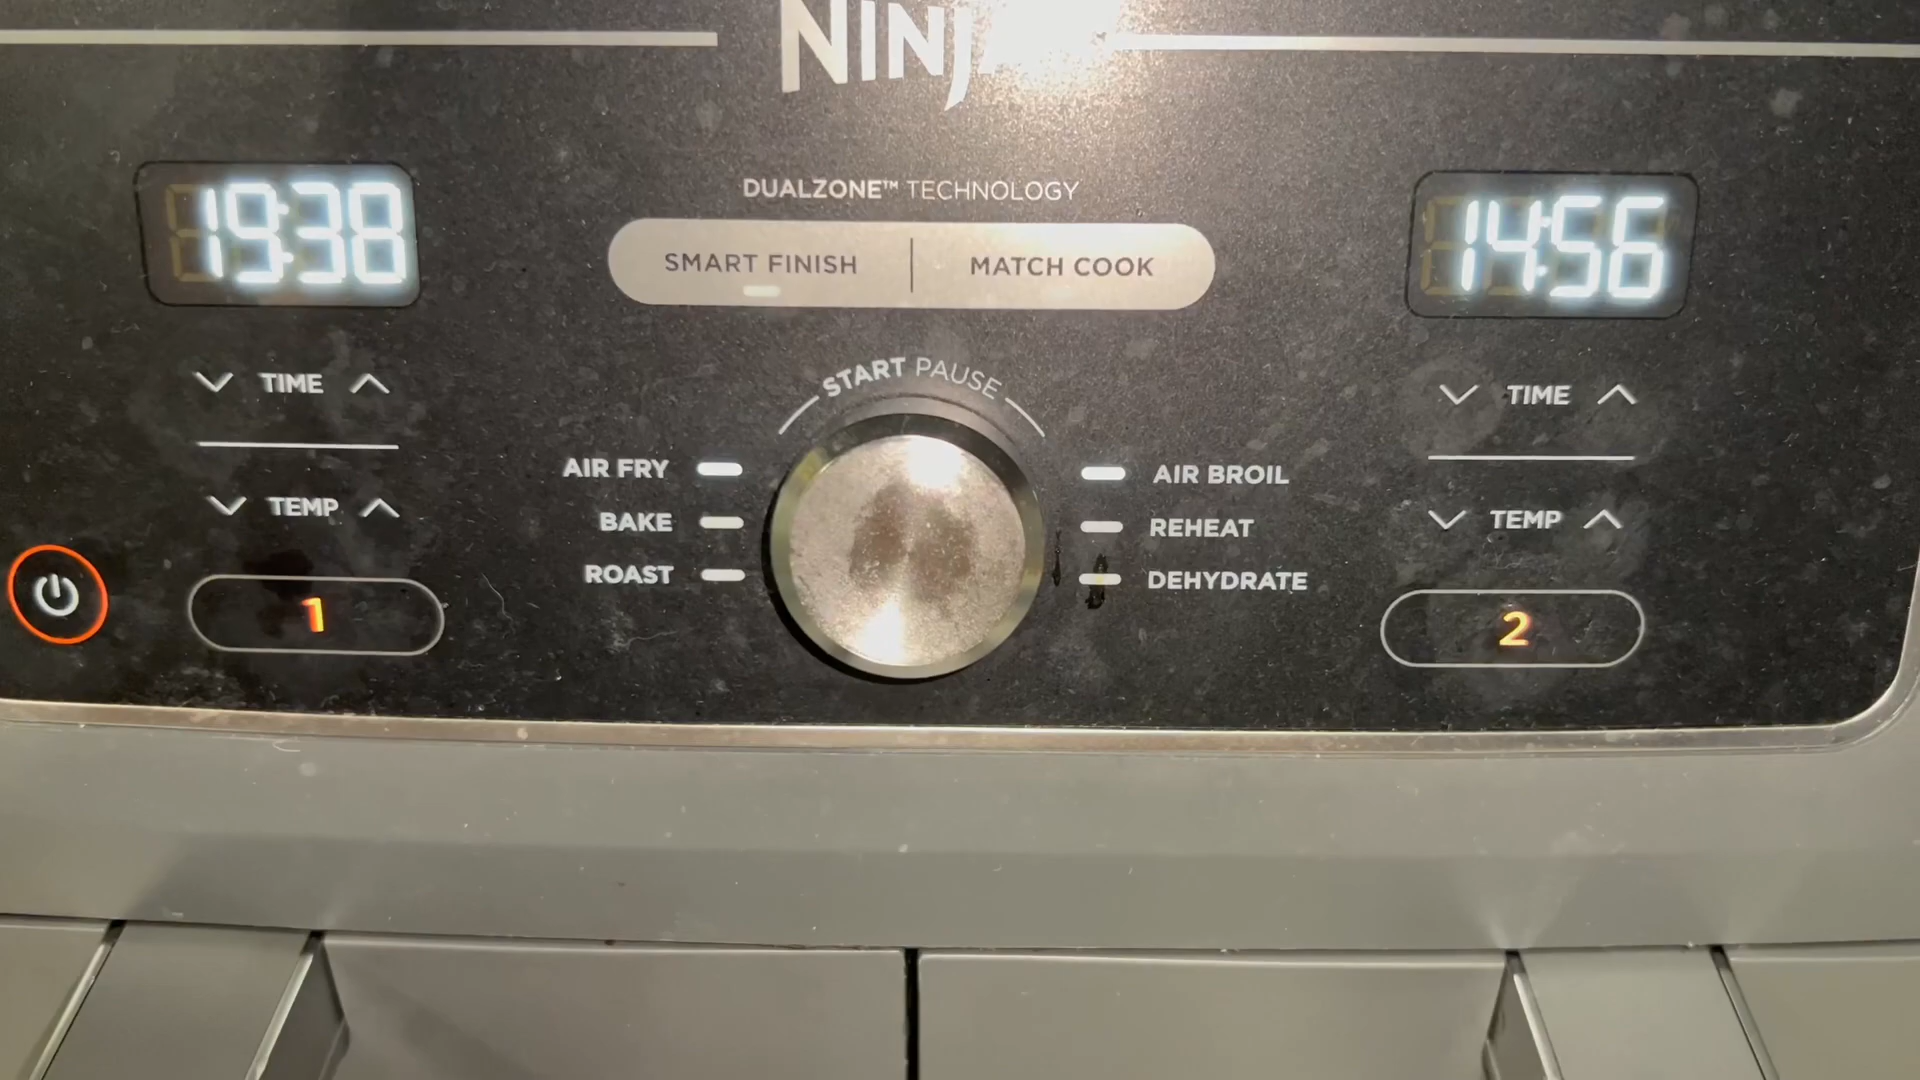 NINJA
DUALZONE™ TECHNOLOGY
19:38
SMART FINISH | MATCH COOK
14:56
START PAUSE
TIME
TIME
AIR FRY
AIR BROIL
TEMP
BAKE
REHEAT
TEMP
ROAST
DEHYDRATE
1
2